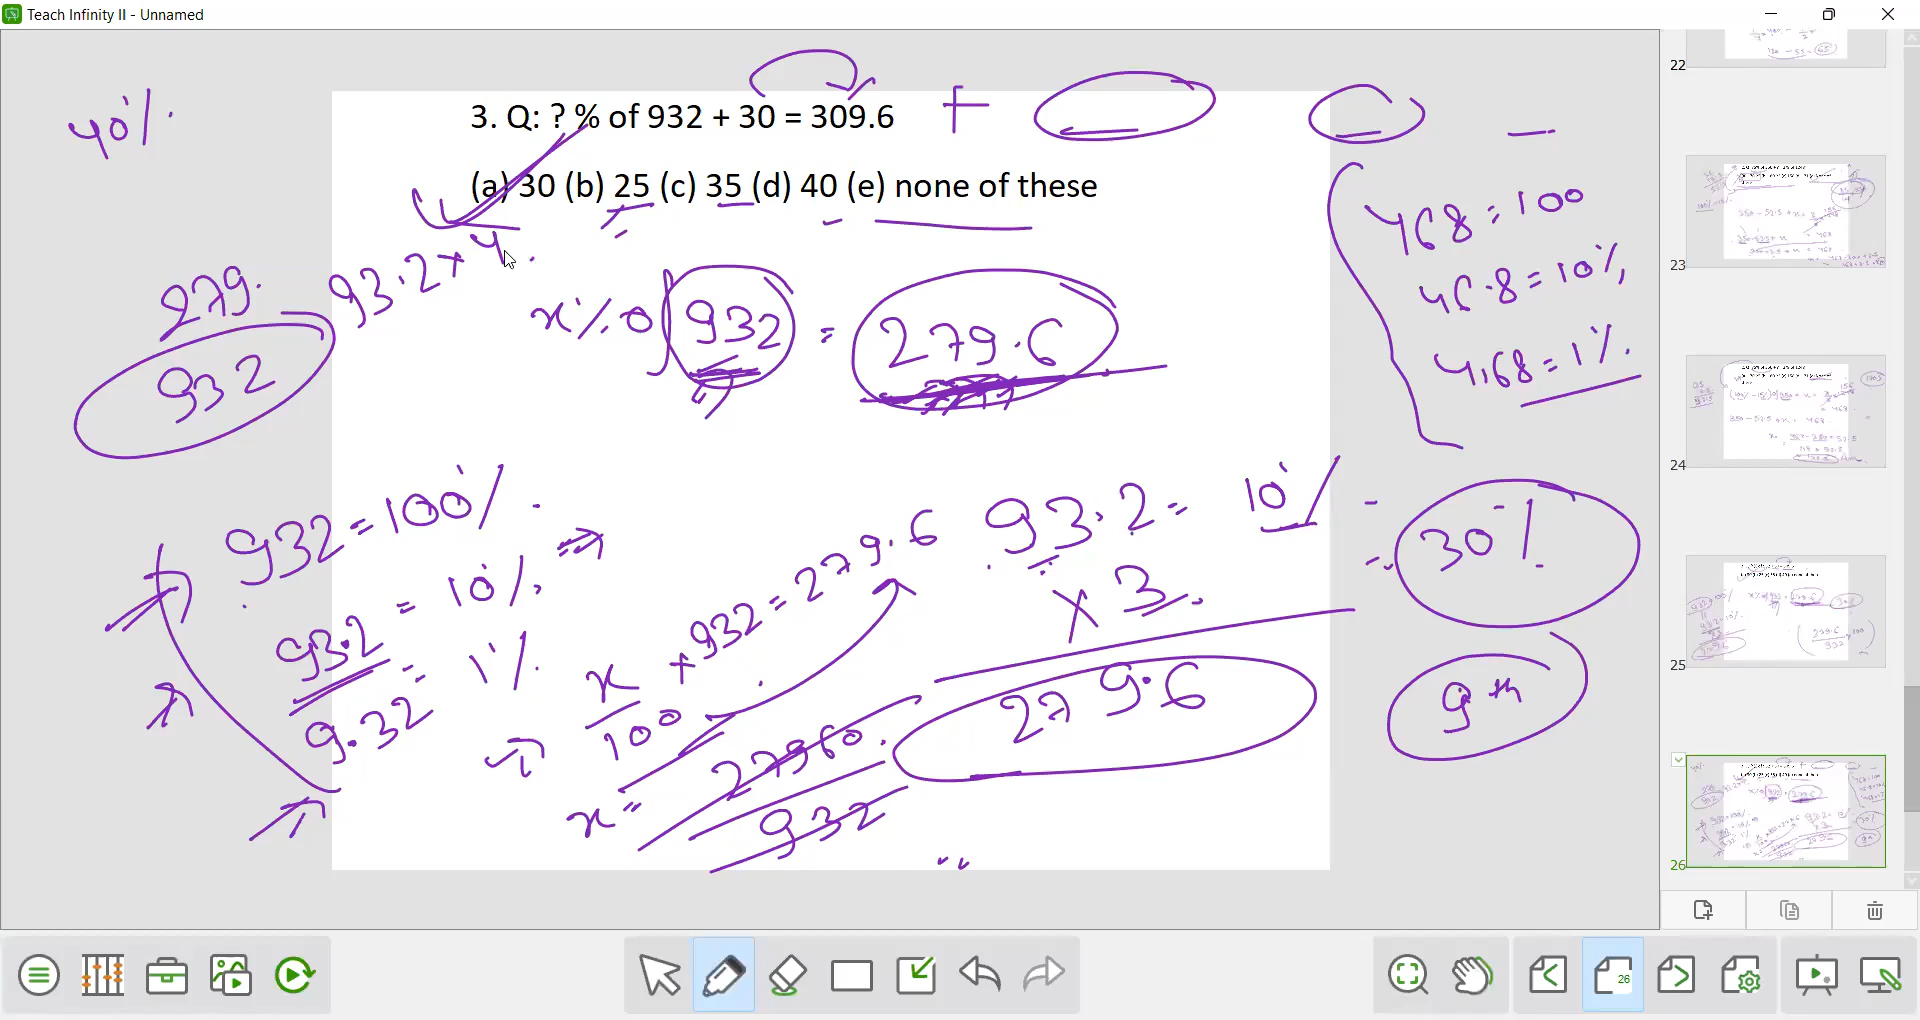 Teach Infinity II - Unnamed
3. Q: ? % of 932 + 30 = 309.6
+
40%.
(a) 30 (b) 25 (c) 35 (d) 40 (e) none of these
468 = 100
46.8 = 10%
4.68 = 1%.
93.2 × 4
279.
932
x% of 932 = 279.6
932 = 100%.
93.2 = 10%
9.32 = 1%.
x/100 × 932 = 279.6
x = 27960/932
93.2 = 10%
× 3
279.6
= 30%.
9th
22
23
24
25
26
26